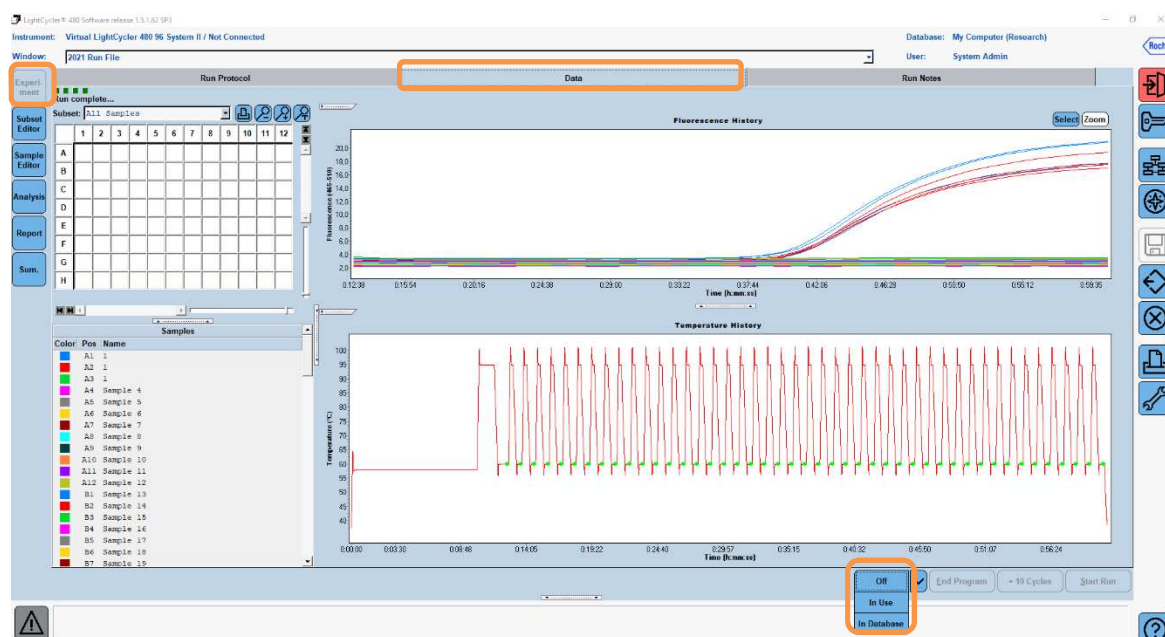 LightCycler® 480 Software release 1.5.1.62 SP3
Instrument: Virtual LightCycler 480 96 System II / Not Connected
Database: My Computer (Research)
Window: 2021 Run File
User: System Admin
Roch
Experi-
ment
Run Protocol
Data
Run Notes
Run complete...
Subset: All Samples
Subset
Editor
Sample
Editor
Analysis
Report
Sum.
1 2 3 4 5 6 7 8 9 10 11 12
A
B
C
D
E
F
G
H
Fluorescence History
Select Zoom
Fluorescence (465-510)
20,0
18,0
16,0
14,0
12,0
10,0
8,0
6,0
4,0
2,0
0:12:38 0:15:54 0:20:16 0:24:38 0:29:00 0:33:22 0:37:44 0:42:06 0:46:28 0:50:50 0:55:12 0:59:35
Time (h:mm:ss)
Samples
Color Pos Name
A1 1
A2 1
A3 1
A4 Sample 4
A5 Sample 5
A6 Sample 6
A7 Sample 7
A8 Sample 8
A9 Sample 9
A10 Sample 10
A11 Sample 11
A12 Sample 12
B1 Sample 13
B2 Sample 14
B3 Sample 15
B4 Sample 16
B5 Sample 17
B6 Sample 18
B7 Sample 19
Temperature History
Temperature (°C)
100
95
90
85
80
75
70
65
60
55
50
45
40
0:00:00 0:03:30 0:08:48 0:14:05 0:19:22 0:24:40 0:29:57 0:35:15 0:40:32 0:45:50 0:51:07 0:56:24
Time (h:mm:ss)
Off
In Use
In Database
End Program
+ 10 Cycles
Start Run